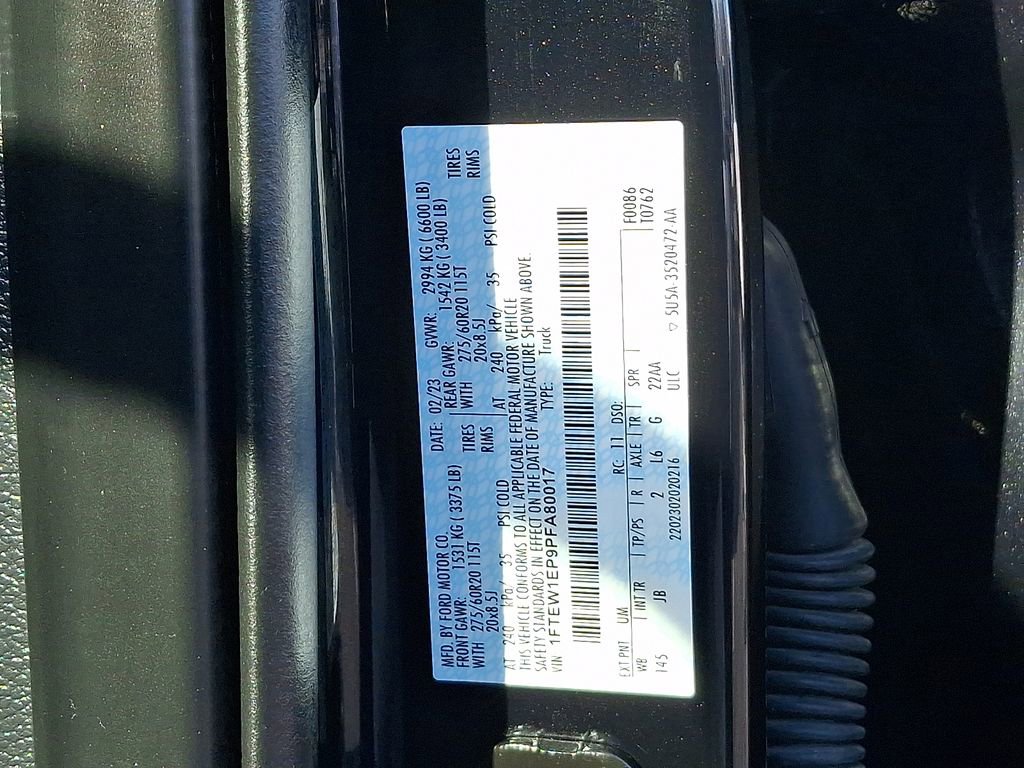 MFD. BY FORD MOTOR CO. DATE: 02/23 GVWR: 2994 KG ( 6600 LB)
FRONT GAWR: 1531 KG ( 3375 LB) REAR GAWR: 1542 KG ( 3400 LB)
WITH 275/60R20 115T TIRES WITH 275/60R20 115T TIRES
20x8.5J RIMS 20x8.5J RIMS
AT 240 kPa/ 35 PSI COLD AT 240 kPa/ 35 PSI COLD
THIS VEHICLE CONFORMS TO ALL APPLICABLE FEDERAL MOTOR VEHICLE
SAFETY STANDARDS IN EFFECT ON THE DATE OF MANUFACTURE SHOWN ABOVE.
VIN 1FTEW1EP9PFA80017 TYPE: Truck
EXT PNT UM RC: 11 DSO: F0086
WB | INT TR | TP/PS | R | AXLE | TR | SPR | T0762
145 JB 2 L6 G 22AA
2202302020216 ULC
▽ 5U5A-3520472-AA